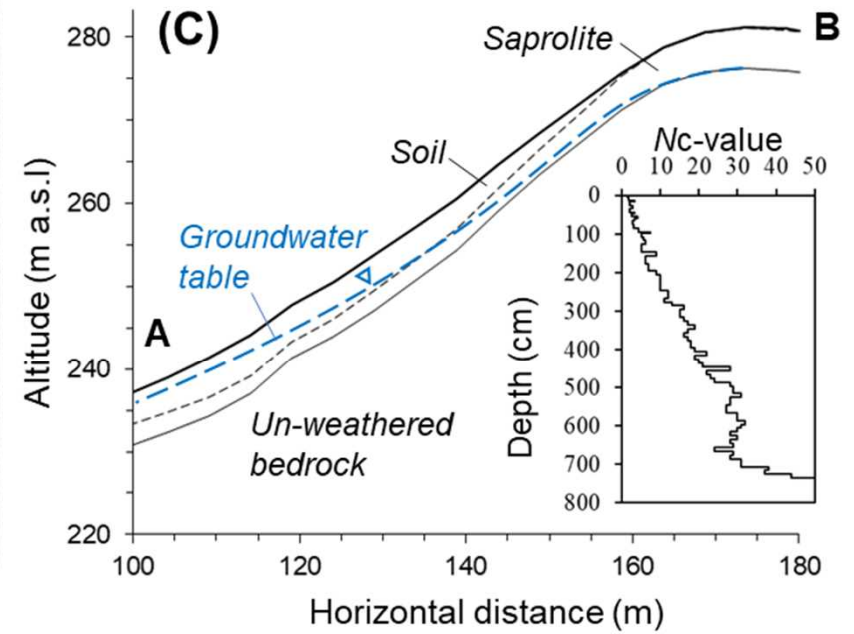 (C)
B
Saprolite
Soil
Nc-value
0 10 20 30 40 50
0
100
200
300
400
500
600
700
800
Depth (cm)
Groundwater
table
A
Un-weathered
bedrock
280
260
240
220
Altitude (m a.s.l)
100 120 140 160 180
Horizontal distance (m)